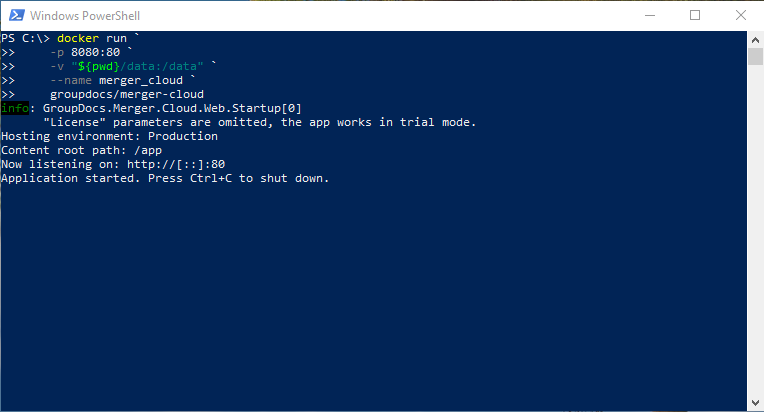 Windows PowerShell
PS C:\> docker run `
>>     -p 8080:80 `
>>     -v "${pwd}/data:/data" `
>>     --name merger_cloud `
>>     groupdocs/merger-cloud
info: GroupDocs.Merger.Cloud.Web.Startup[0]
      "License" parameters are omitted, the app works in trial mode.
Hosting environment: Production
Content root path: /app
Now listening on: http://[::]:80
Application started. Press Ctrl+C to shut down.